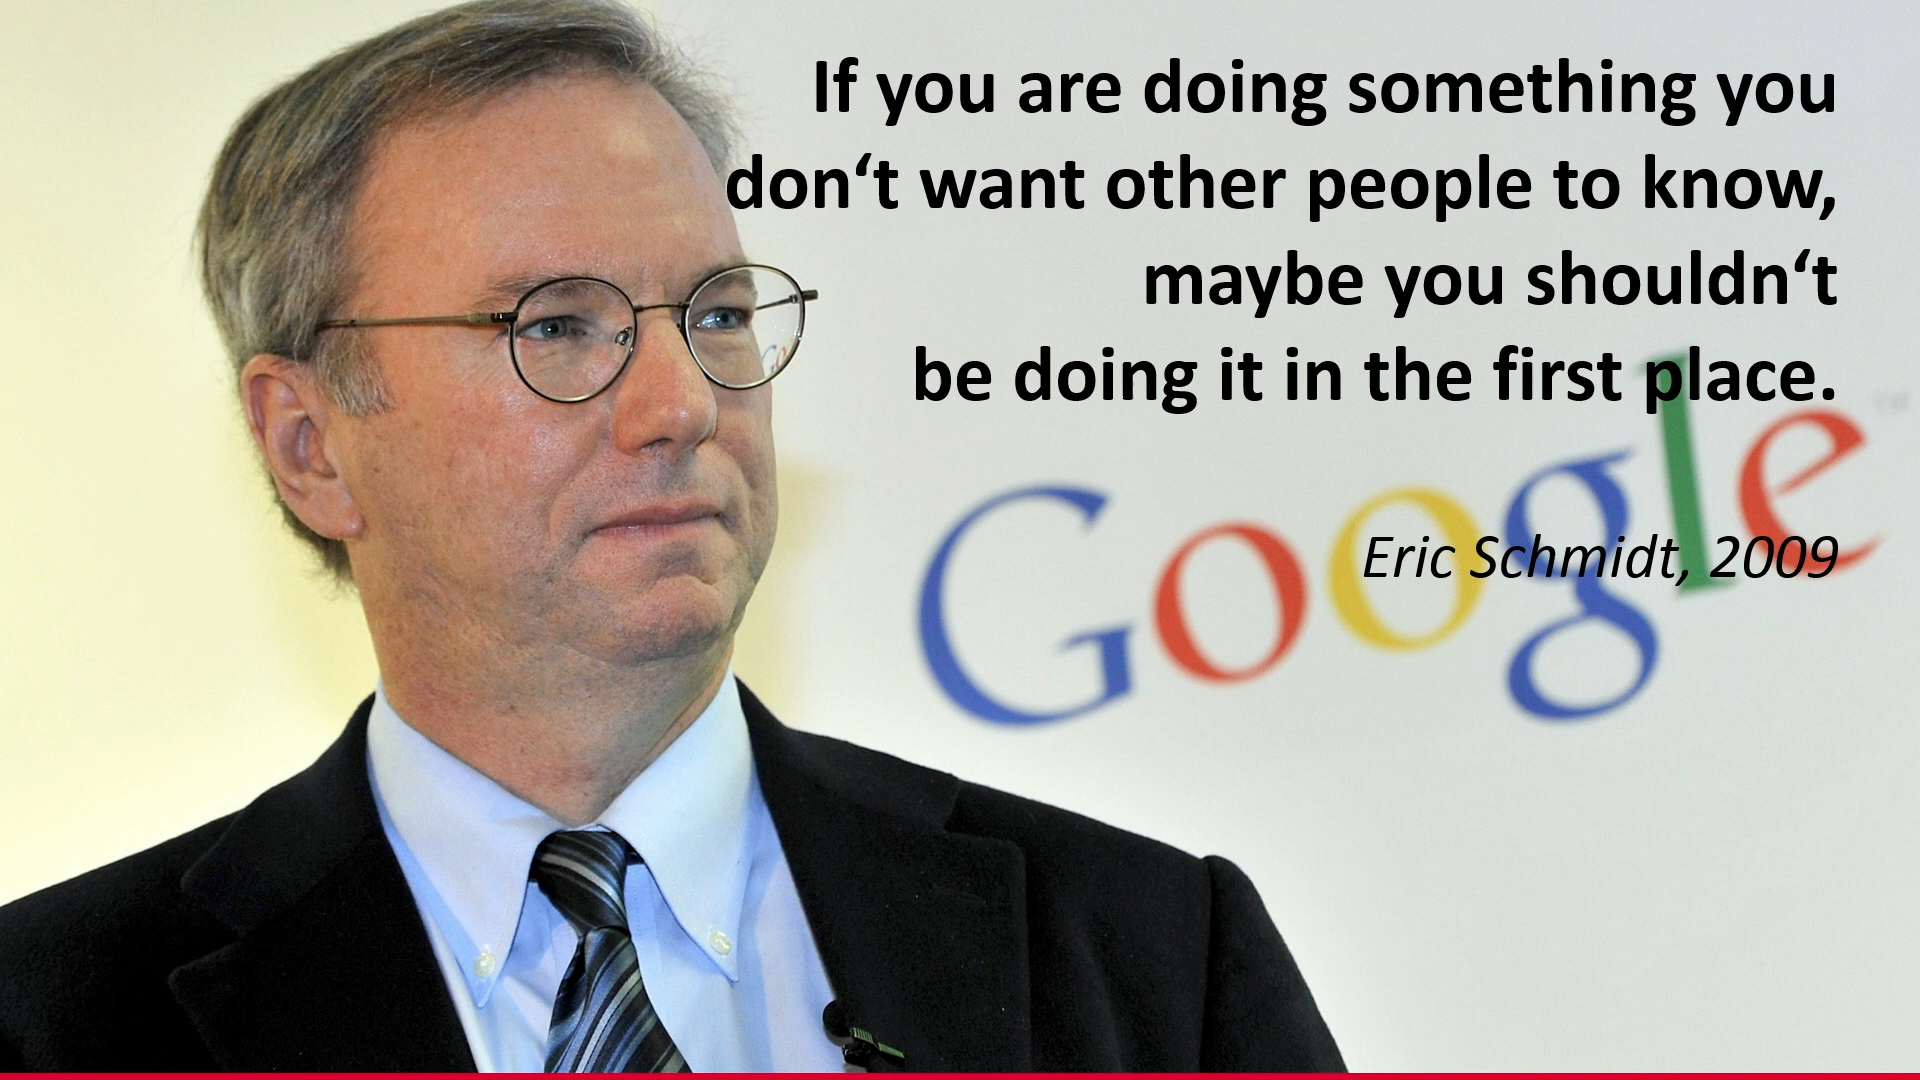 If you are doing something you
don‘t want other people to know,
maybe you shouldn‘t
be doing it in the first place.
Google™
Eric Schmidt, 2009